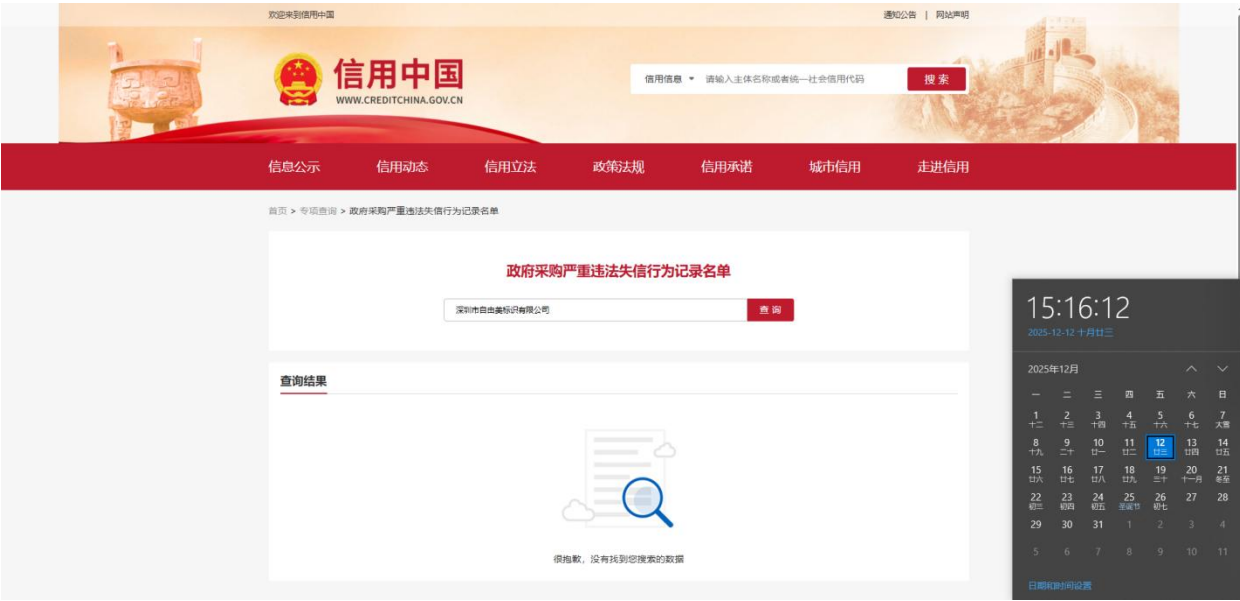 欢迎来到信用中国
通知公告 | 网站声明
信用中国
WWW.CREDITCHINA.GOV.CN
信用信息 请输入主体名称或者统一社会信用代码 搜索
信息公示 信用动态 信用立法 政策法规 信用承诺 城市信用 走进信用
首页 > 专项查询 > 政府采购严重违法失信行为记录名单
政府采购严重违法失信行为记录名单
深圳市自由美标识有限公司 查询
查询结果
很抱歉，没有找到您搜索的数据
15:16:12
2025-12-12 十月廿三
2025年12月
一 二 三 四 五 六 日
1 2 3 4 5 6 7
十二 十三 十四 十五 十六 十七 大雪
8 9 10 11 12 13 14
十九 二十 廿一 廿二 廿三 廿四 廿五
15 16 17 18 19 20 21
廿六 廿七 廿八 廿九 三十 十一月 冬至
22 23 24 25 26 27 28
初三 初四 初五 圣诞节 初七
29 30 31 1 2 3 4
5 6 7 8 9 10 11
日期和时间设置